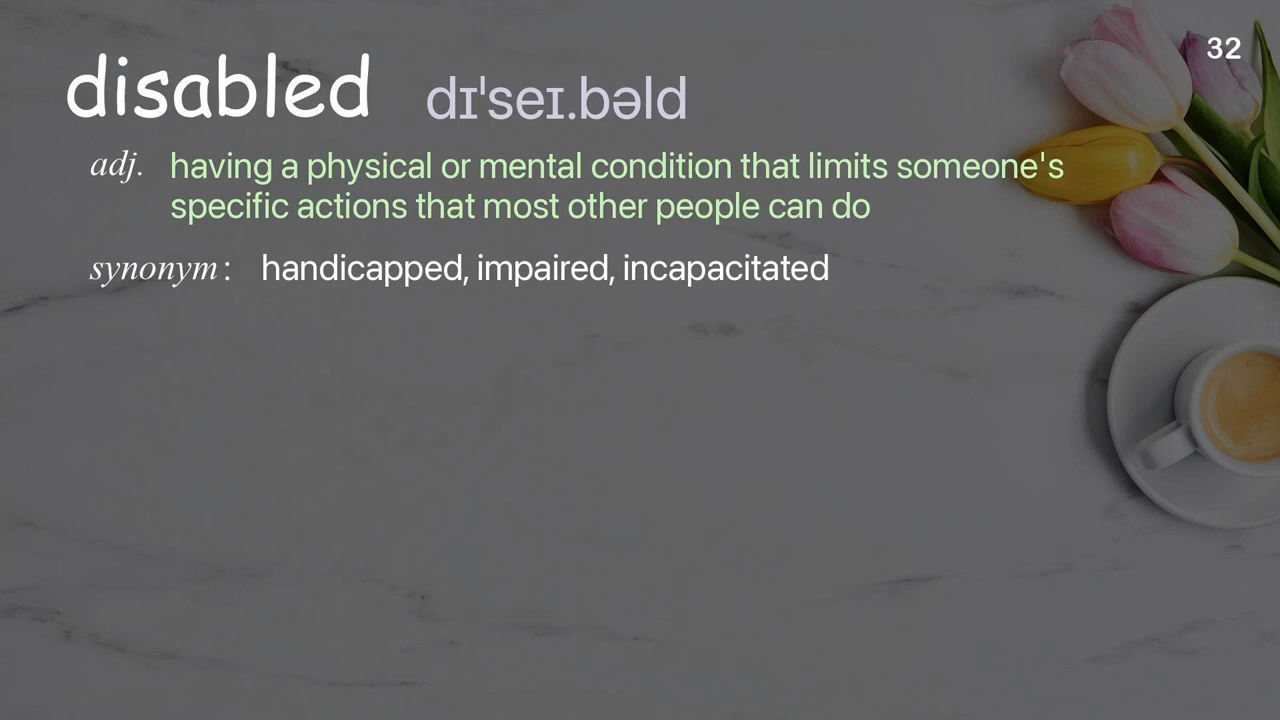 32
disabled dɪˈseɪ.bəld
adj. having a physical or mental condition that limits someone's
specific actions that most other people can do
synonym: handicapped, impaired, incapacitated